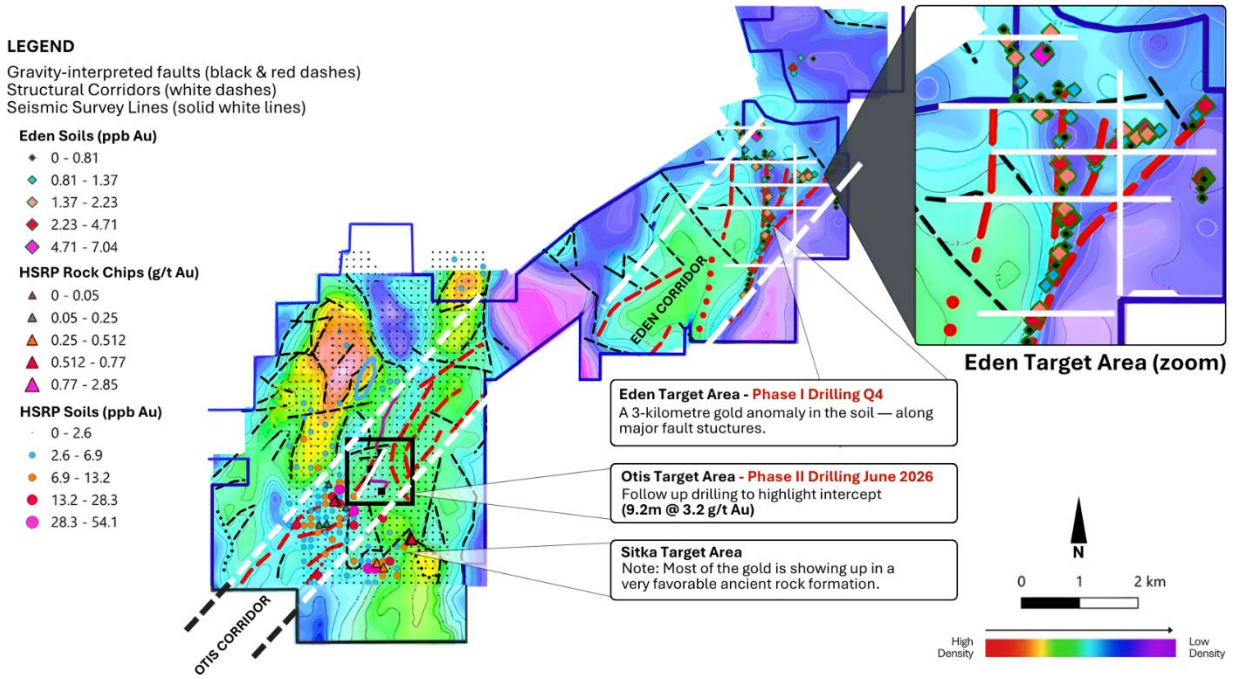 LEGEND
Gravity-interpreted faults (black & red dashes)
Structural Corridors (white dashes)
Seismic Survey Lines (solid white lines)
Eden Soils (ppb Au)
0 - 0.81
0.81 - 1.37
1.37 - 2.23
2.23 - 4.71
4.71 - 7.04
HSRP Rock Chips (g/t Au)
0 - 0.05
0.05 - 0.25
0.25 - 0.512
0.512 - 0.77
0.77 - 2.85
HSRP Soils (ppb Au)
0 - 2.6
2.6 - 6.9
6.9 - 13.2
13.2 - 28.3
28.3 - 54.1
EDEN CORRIDOR
OTIS CORRIDOR
Eden Target Area (zoom)
Eden Target Area - Phase I Drilling Q4
A 3-kilometre gold anomaly in the soil — along
major fault stuctures.
Otis Target Area - Phase II Drilling June 2026
Follow up drilling to highlight intercept
(9.2m @ 3.2 g/t Au)
Sitka Target Area
Note: Most of the gold is showing up in a
very favorable ancient rock formation.
N
0 1 2 km
High
Density
Low
Density